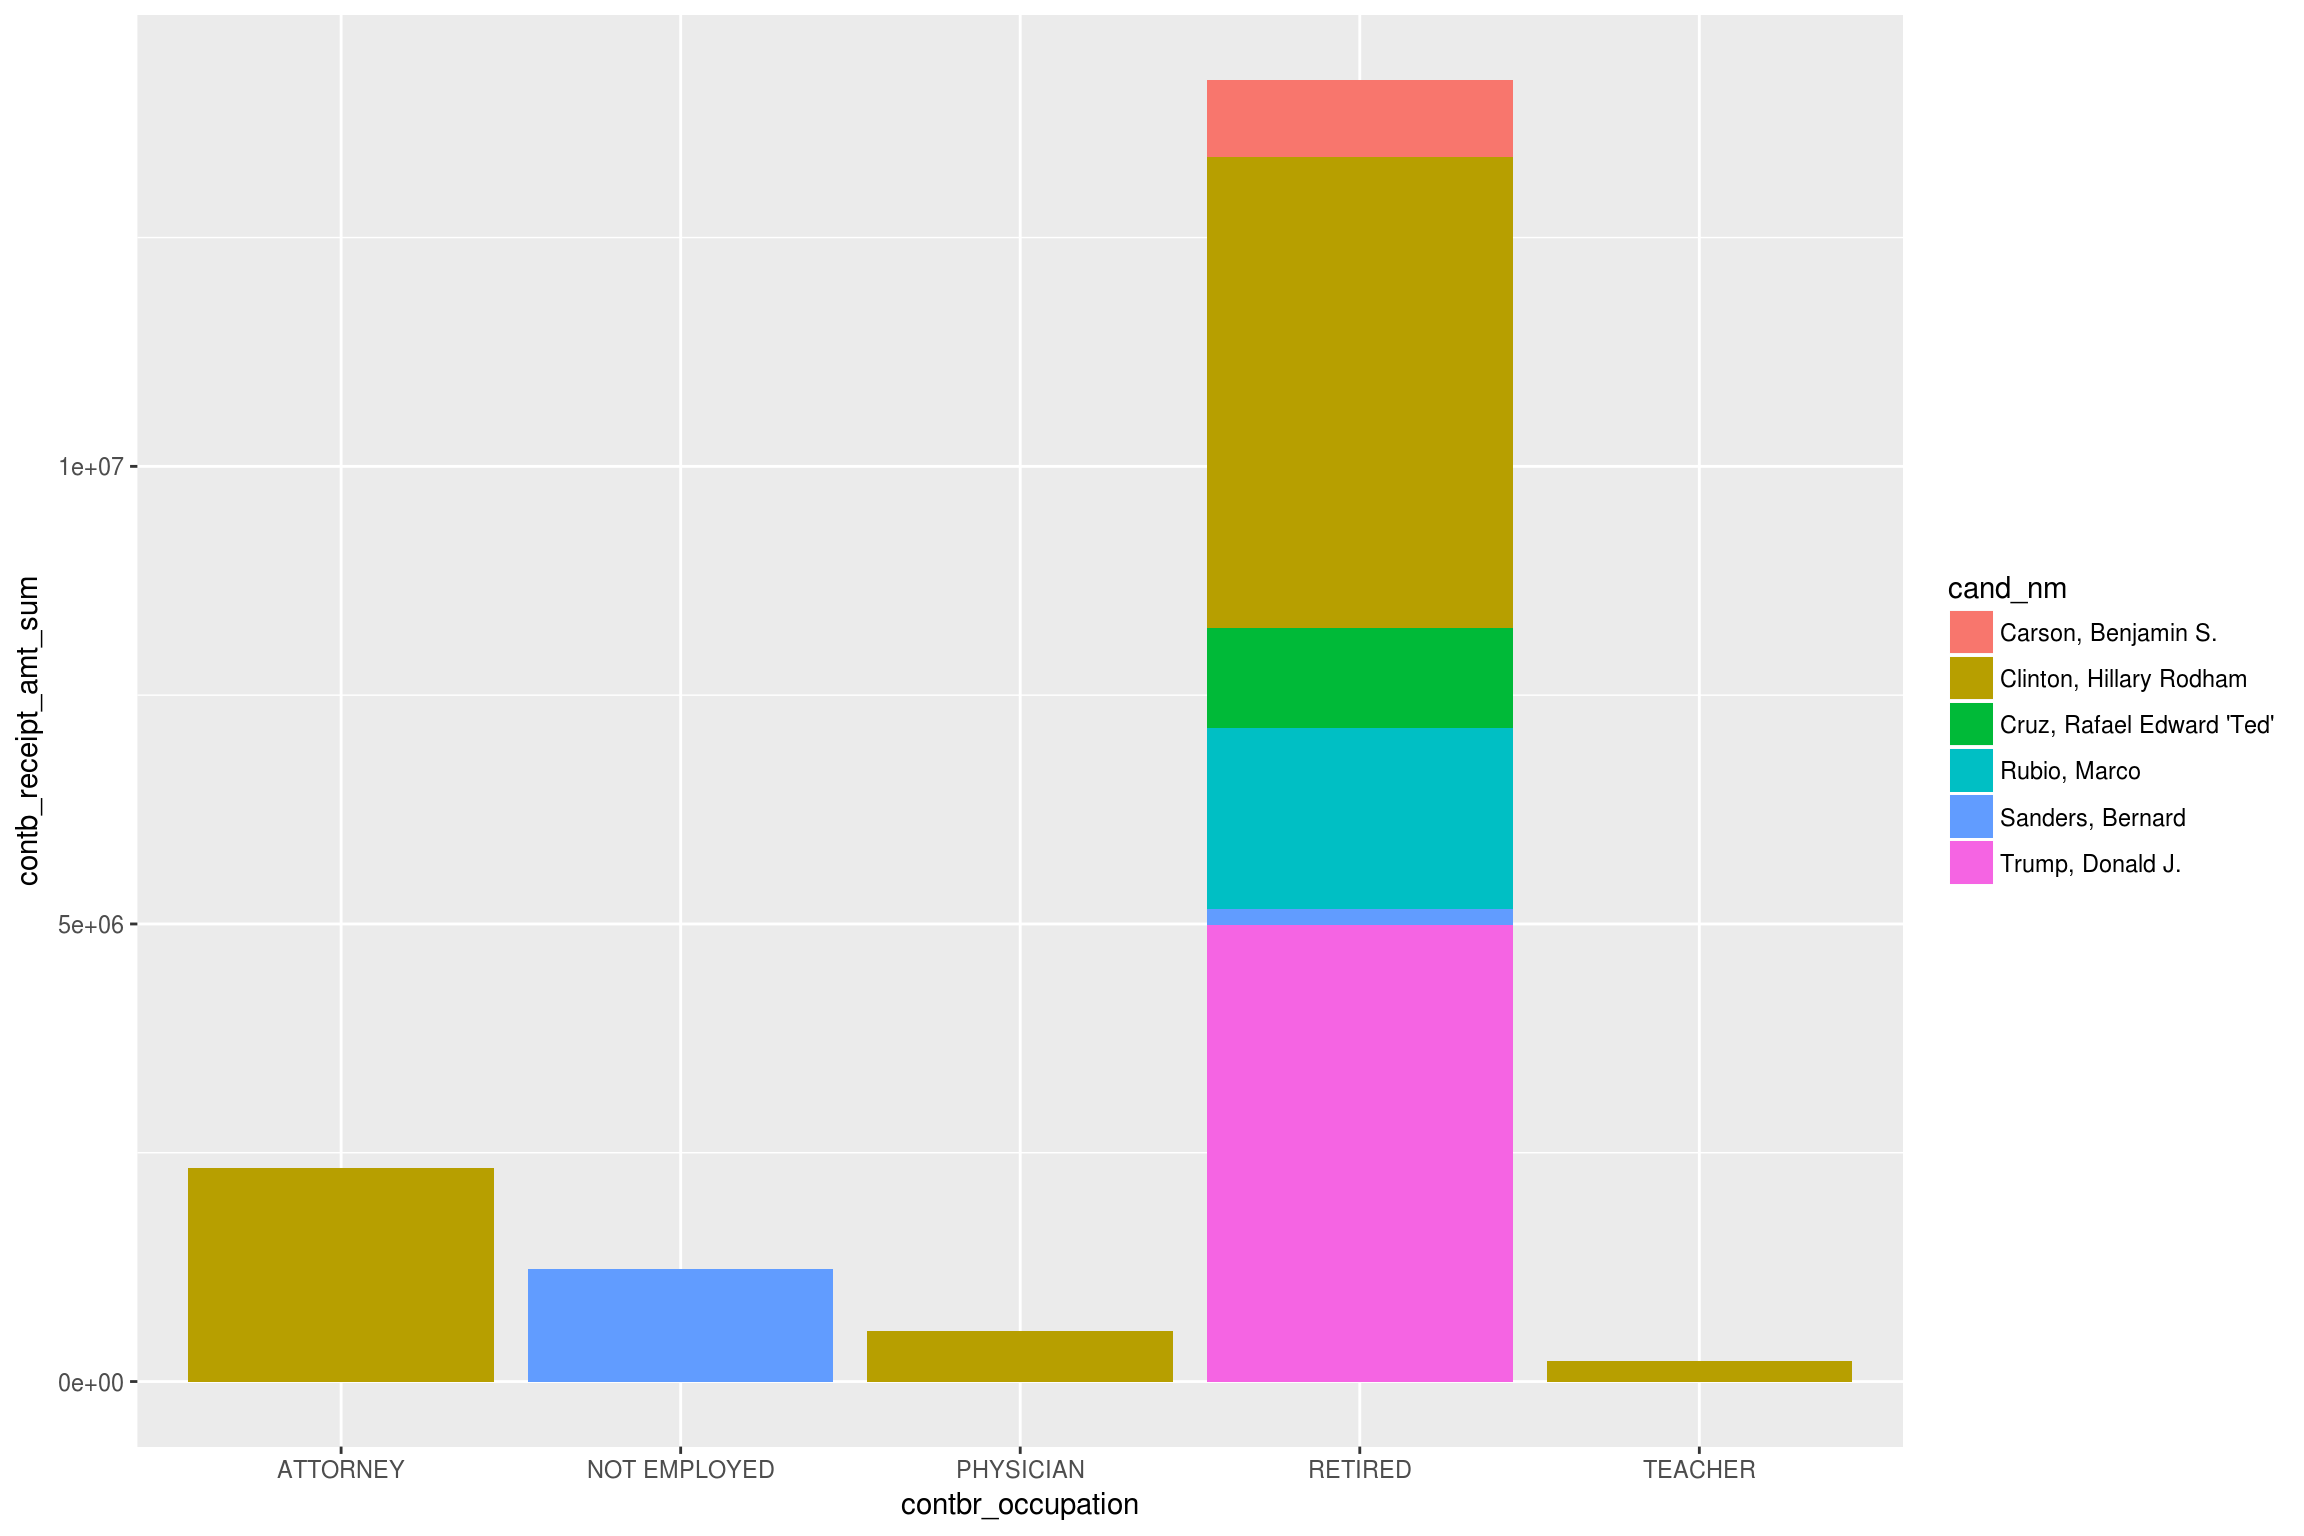 1e+07
5e+06
0e+00
contb_receipt_amt_sum
ATTORNEY
NOT EMPLOYED
PHYSICIAN
RETIRED
TEACHER
contbr_occupation
cand_nm
Carson, Benjamin S.
Clinton, Hillary Rodham
Cruz, Rafael Edward 'Ted'
Rubio, Marco
Sanders, Bernard
Trump, Donald J.